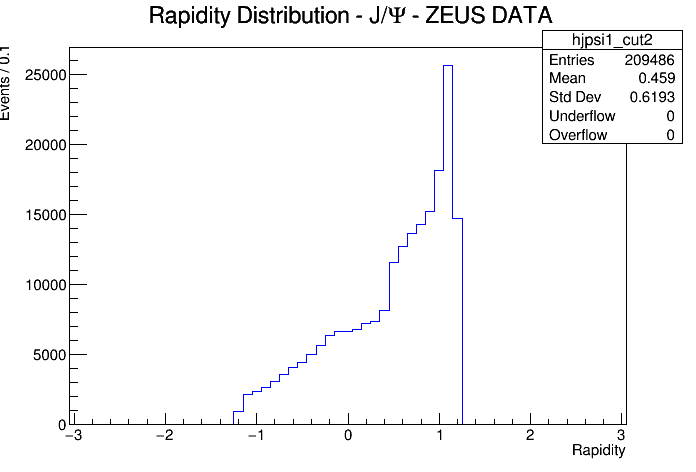 Rapidity Distribution - J/Ψ - ZEUS DATA
hjpsi1_cut2
Entries 209486
Mean 0.459
Std Dev 0.6193
Underflow 0
Overflow 0
Events / 0.1
25000
20000
15000
10000
5000
0
−3 −2 −1 0 1 2 3
Rapidity